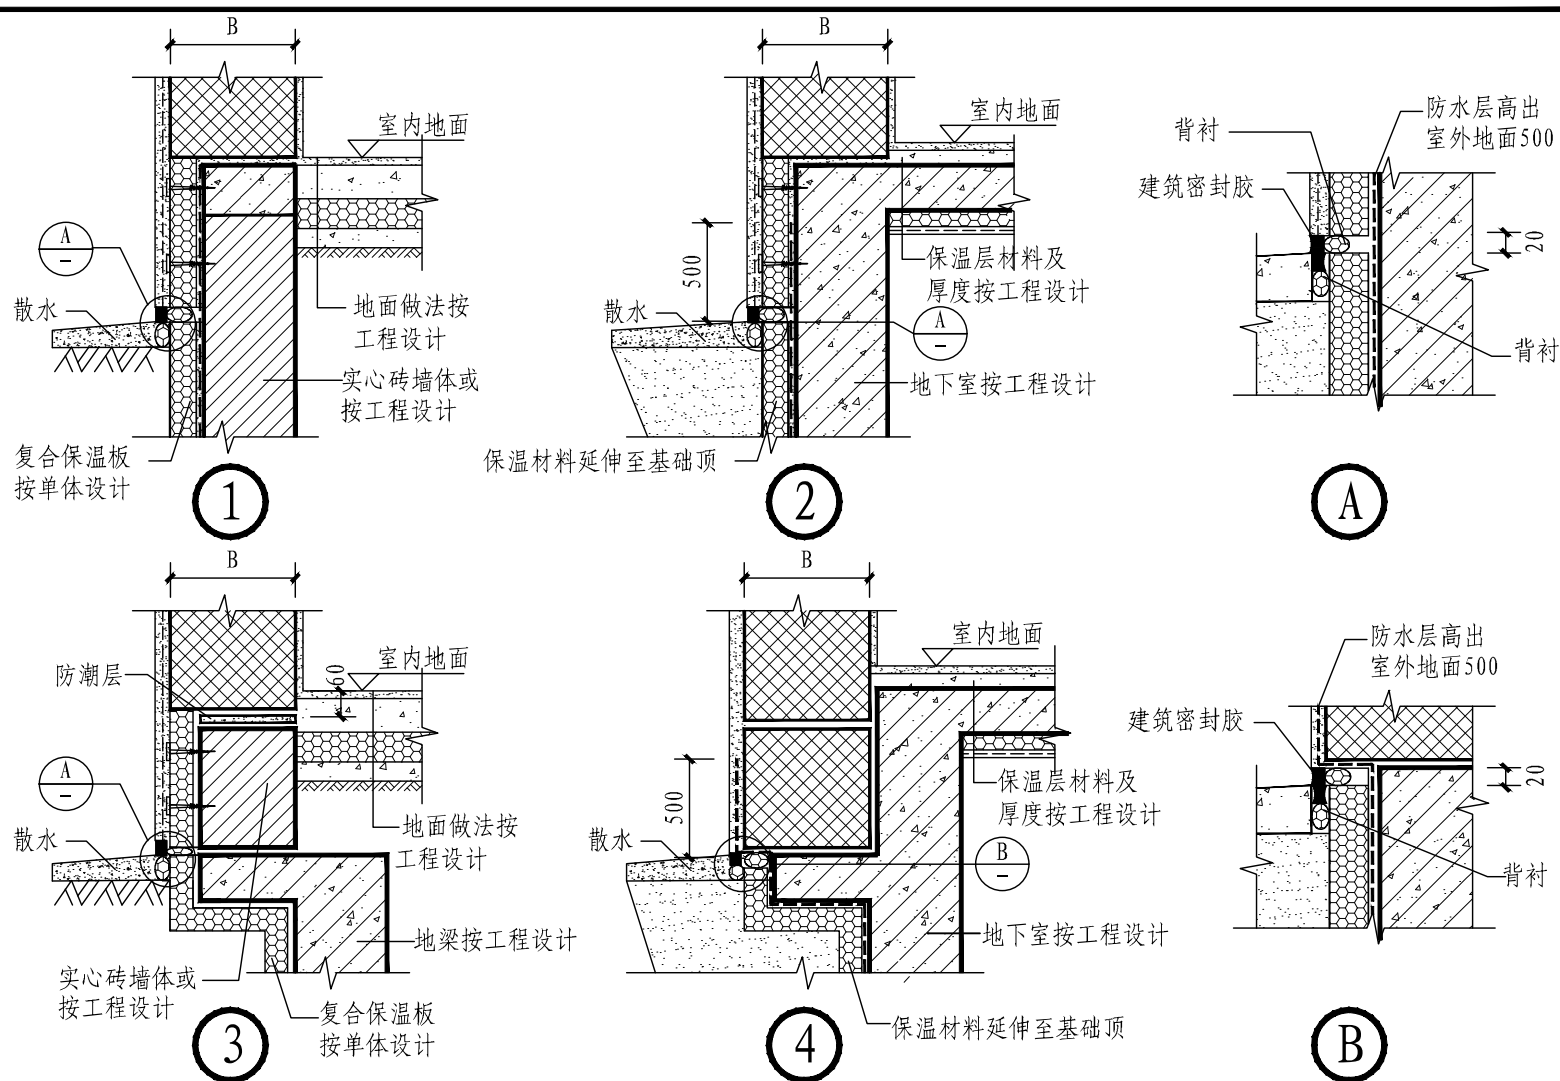 B
室内地面
A
-
散水
地面做法按
工程设计
实心砖墙体或
按工程设计
复合保温板
按单体设计
1
B
室内地面
500
保温层材料及
厚度按工程设计
散水
A
-
地下室按工程设计
保温材料延伸至基础顶
2
背衬
防水层高出
室外地面500
建筑密封胶
20
背衬
A
B
防潮层
室内地面
60
A
-
散水
地面做法按
工程设计
地梁按工程设计
实心砖墙体或
按工程设计
复合保温板
按单体设计
3
B
室内地面
500
保温层材料及
厚度按工程设计
散水
B
-
地下室按工程设计
保温材料延伸至基础顶
4
防水层高出
室外地面500
建筑密封胶
20
背衬
B